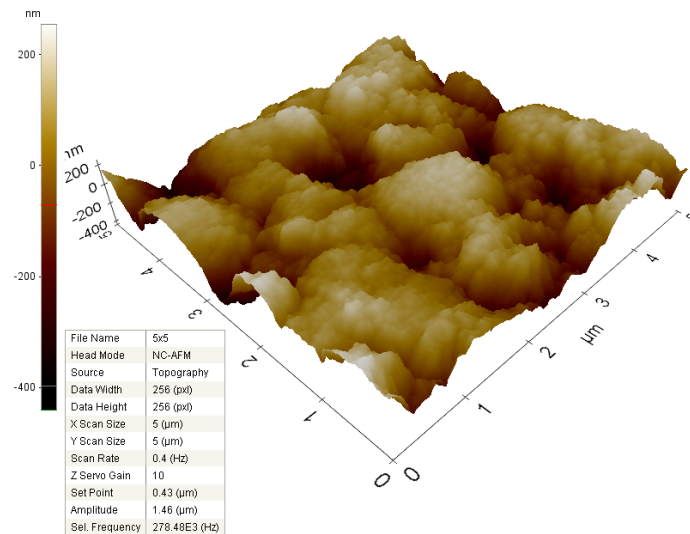 nm
200
0
-200
-400
nm
200
0
-200
-400
5
4
3
2
1
0
0
1
2
3
4
µm
File Name 5x5
Head Mode NC-AFM
Source Topography
Data Width 256 (pxl)
Data Height 256 (pxl)
X Scan Size 5 (µm)
Y Scan Size 5 (µm)
Scan Rate 0.4 (Hz)
Z Servo Gain 10
Set Point 0.43 (µm)
Amplitude 1.46 (µm)
Sel. Frequency 278.48E3 (Hz)